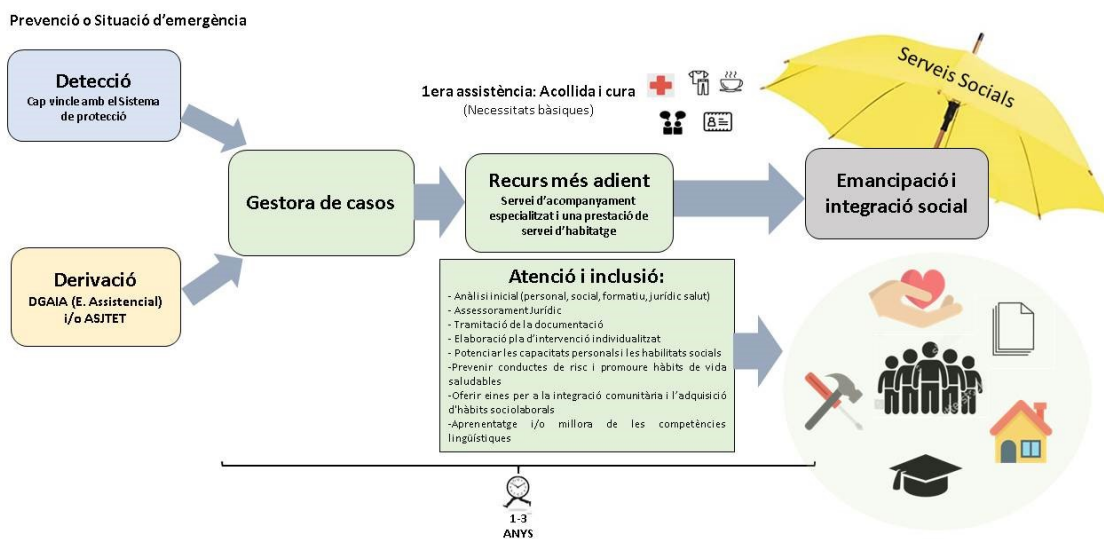 Prevenció o Situació d'emergència
Detecció
Cap vincle amb el Sistema
de protecció
Derivació
DGAIA (E. Assistencial)
i/o ASJTET
Gestora de casos
1era assistència: Acollida i cura
(Necessitats bàsiques)
Recurs més adient
Servei d'acompanyament
especialitzat i una prestació de
servei d'habitatge
Serveis Socials
Emancipació i
integració social
Atenció i inclusió:
- Anàlisi inicial (personal, social, formatiu, jurídic salut)
- Assessorament Jurídic
- Tramitació de la documentació
- Elaboració pla d'intervenció individualitzat
- Potenciar les capacitats personals i les habilitats socials
-Prevenir conductes de risc i promoure hàbits de vida
saludables
-Oferir eines per a la integració comunitària i l'adquisició
d'hàbits sociolaborals
-Aprenentatge i/o millora de les competències
lingüístiques
1-3
ANYS